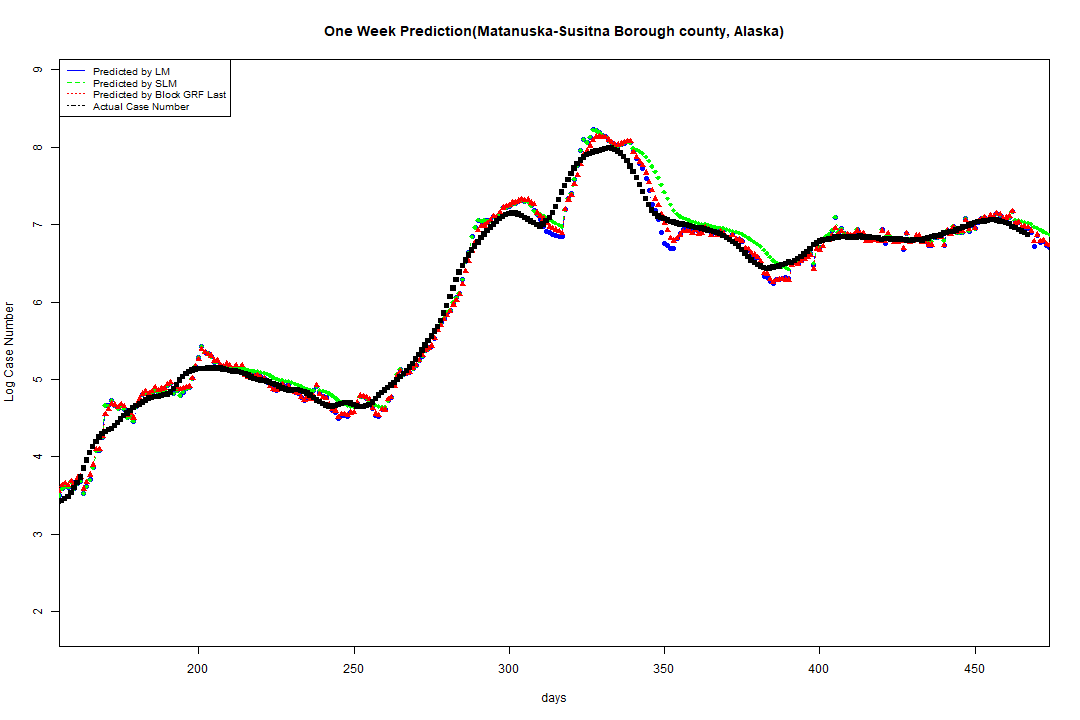 One Week Prediction(Matanuska-Susitna Borough county, Alaska)
Predicted by LM
Predicted by SLM
Predicted by Block GRF Last
Actual Case Number
9
8
7
6
5
4
3
2
Log Case Number
200 250 300 350 400 450
days